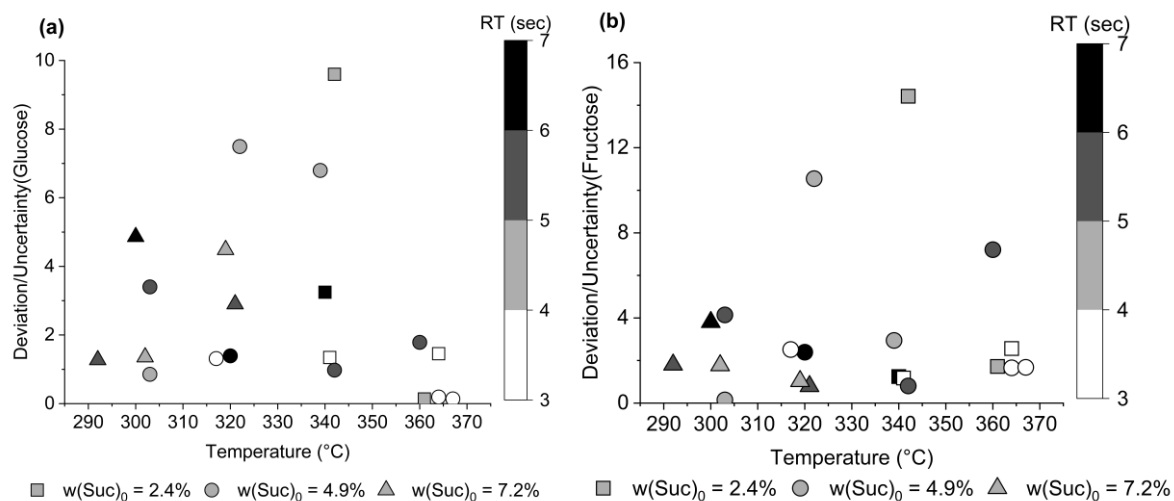 (a)
RT (sec)
7
6
5
4
3
10
8
6
4
2
0
Deviation/Uncertainty(Glucose)
290 300 310 320 330 340 350 360 370
Temperature (°C)
w(Suc)₀ = 2.4% w(Suc)₀ = 4.9% w(Suc)₀ = 7.2%
(b)
RT (sec)
7
6
5
4
3
16
12
8
4
0
Deviation/Uncertainty(Fructose)
290 300 310 320 330 340 350 360 370
Temperature (°C)
w(Suc)₀ = 2.4% w(Suc)₀ = 4.9% w(Suc)₀ = 7.2%